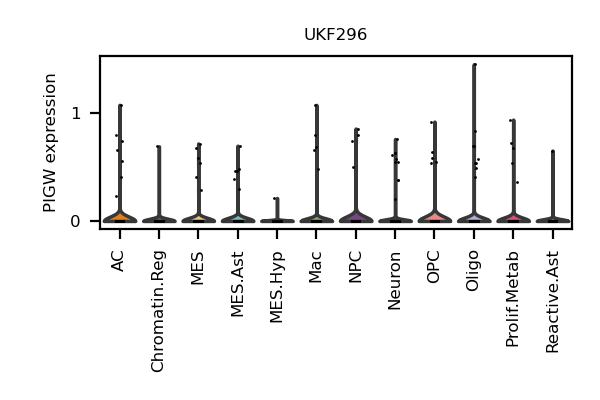 UKF296
PIGW expression
1
0
AC
Chromatin.Reg
MES
MES.Ast
MES.Hyp
Mac
NPC
Neuron
OPC
Oligo
Prolif.Metab
Reactive.Ast